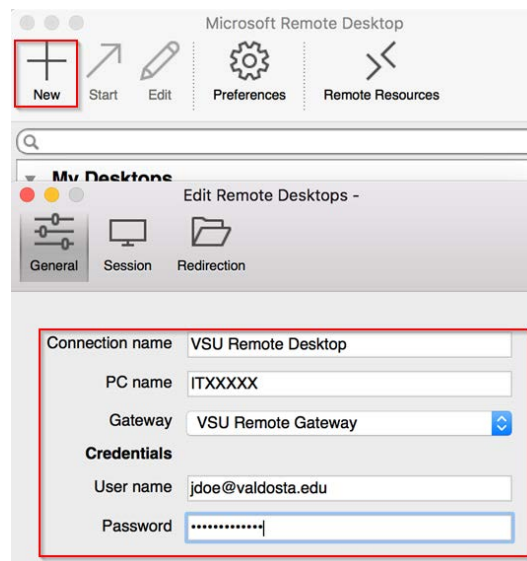 Microsoft Remote Desktop
New Start Edit Preferences Remote Resources
My Desktops
Edit Remote Desktops -
General Session Redirection
Connection name VSU Remote Desktop
PC name ITXXXXX
Gateway VSU Remote Gateway
Credentials
User name jdoe@valdosta.edu
Password •••••••••••••